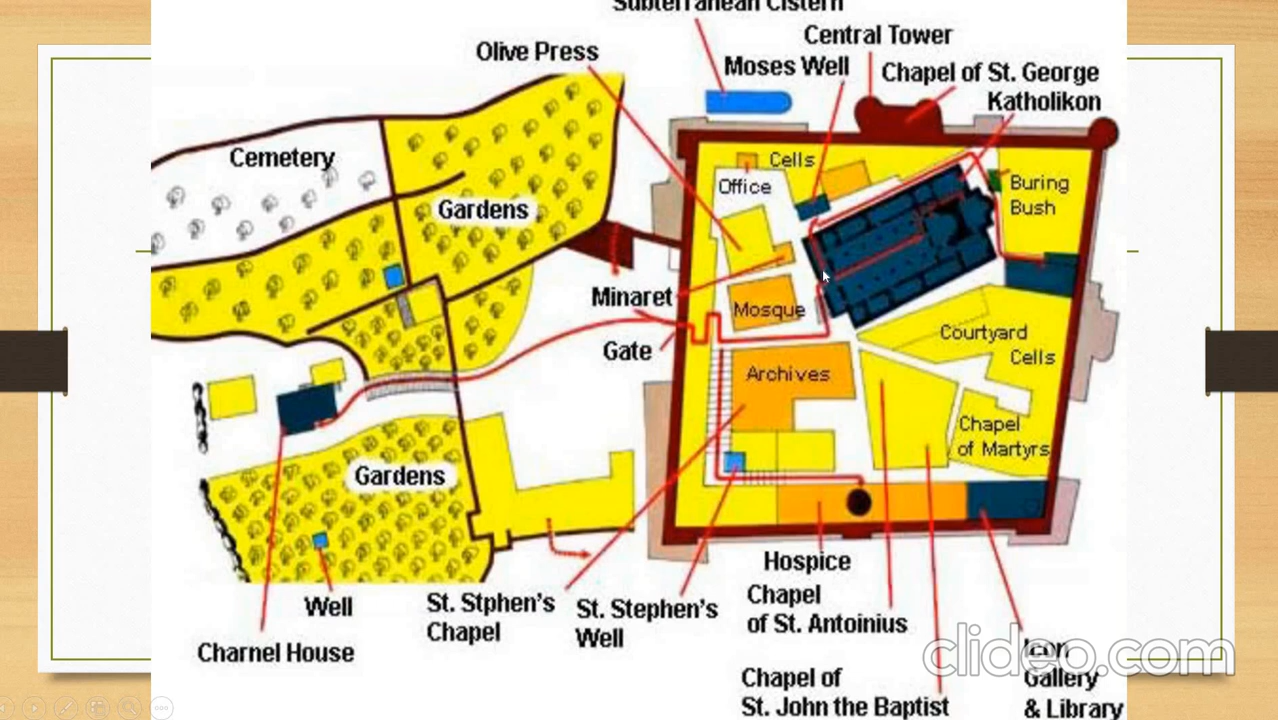 Subterranean Cistern
Central Tower
Olive Press
Moses Well
Chapel of St. George
Katholikon
Cemetery
Cells
Office
Buring
Bush
Gardens
Minaret
Mosque
Courtyard
Cells
Gate
Archives
Chapel
of Martyrs
Gardens
Hospice
Well
St. Stphen's
Chapel
St. Stephen's
Well
Chapel
of St. Antoinius
Charnel House
Icon
Gallery
& Library
Chapel of
St. John the Baptist
clideo.com